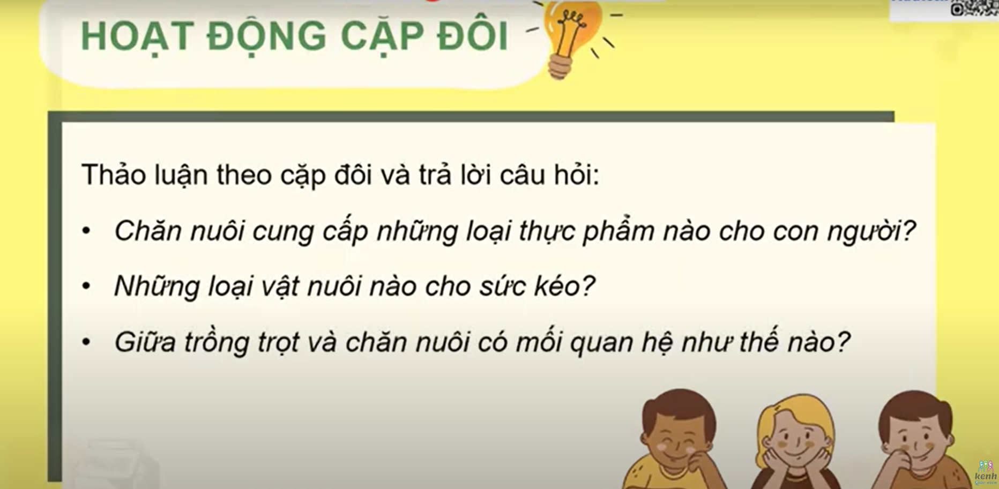 HOẠT ĐỘNG CẶP ĐÔI
Thảo luận theo cặp đôi và trả lời câu hỏi:
• Chăn nuôi cung cấp những loại thực phẩm nào cho con người?
• Những loại vật nuôi nào cho sức kéo?
• Giữa trồng trọt và chăn nuôi có mối quan hệ như thế nào?
kenh
Giáo viên